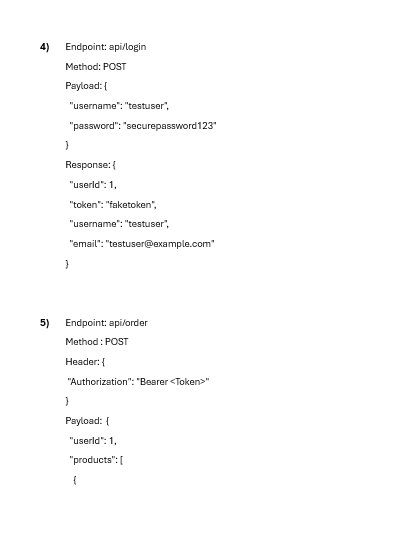 4) Endpoint: api/login
Method: POST
Payload: {
"username": "testuser",
"password": "securepassword123"
}
Response: {
"userId": 1,
"token": "faketoken",
"username": "testuser",
"email": "testuser@example.com"
}
5) Endpoint: api/order
Method : POST
Header: {
"Authorization": "Bearer <Token>"
}
Payload: {
"userId": 1,
"products": [
{